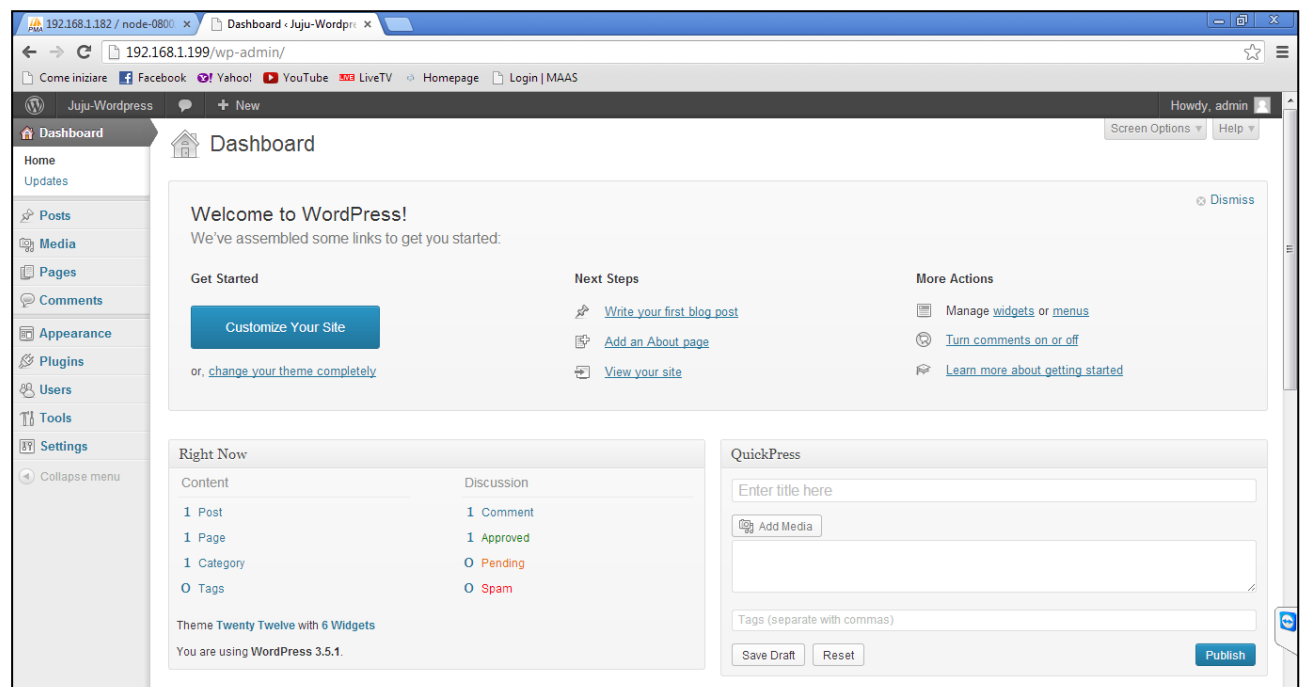 192.168.1.182 / node-0800
Dashboard ‹ Juju-Wordpre
192.168.1.199/wp-admin/
Come iniziare Facebook Yahoo! YouTube LiveTV Homepage Login | MAAS
Juju-Wordpress + New Howdy, admin
Screen Options Help
Dashboard
Home
Updates
Posts
Media
Pages
Comments
Appearance
Plugins
Users
Tools
Settings
Collapse menu
Dashboard
Dismiss
Welcome to WordPress!
We've assembled some links to get you started:
Get Started
Customize Your Site
or, change your theme completely
Next Steps
Write your first blog post
Add an About page
View your site
More Actions
Manage widgets or menus
Turn comments on or off
Learn more about getting started
Right Now
Content
1 Post
1 Page
1 Category
0 Tags
Discussion
1 Comment
1 Approved
0 Pending
0 Spam
Theme Twenty Twelve with 6 Widgets
You are using WordPress 3.5.1.
QuickPress
Enter title here
Add Media
Tags (separate with commas)
Save Draft Reset Publish